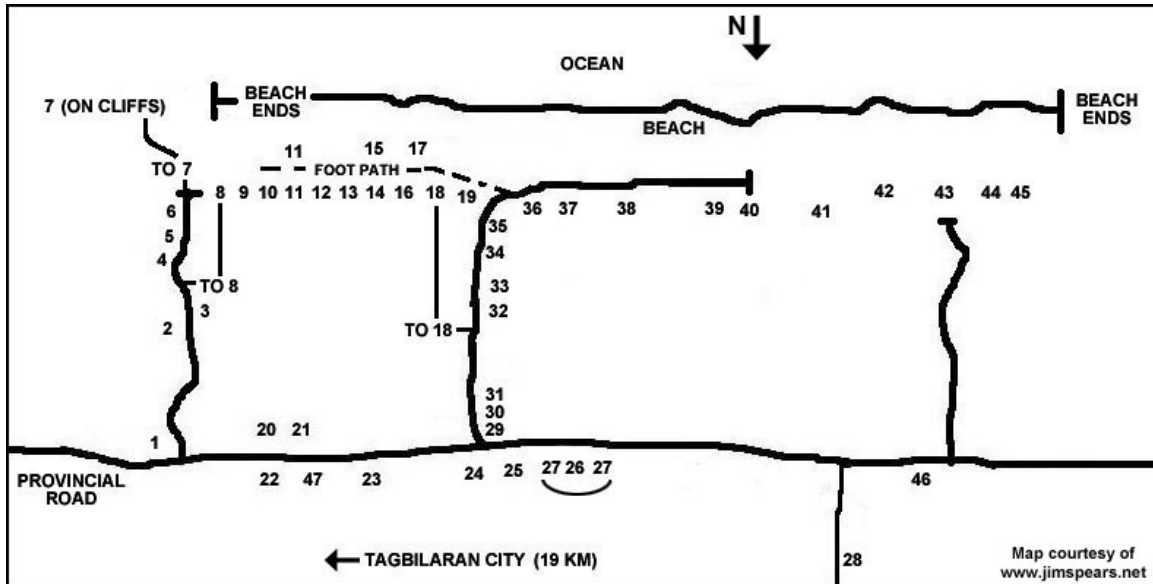 N
OCEAN
7 (ON CLIFFS)
BEACH
ENDS
BEACH
ENDS
BEACH
11
15 17
TO 7
FOOT PATH
8 9 10 11 12 13 14 16 18 19
42 43 44 45
6
36 37 38 39 40 41
5
35
4
34
TO 8
33
3
32
2
TO 18
31
30
29
20 21
1
PROVINCIAL
ROAD
22 47 23 24 25 27 26 27
46
28
TAGBILARAN CITY (19 KM)
Map courtesy of
www.jimspears.net